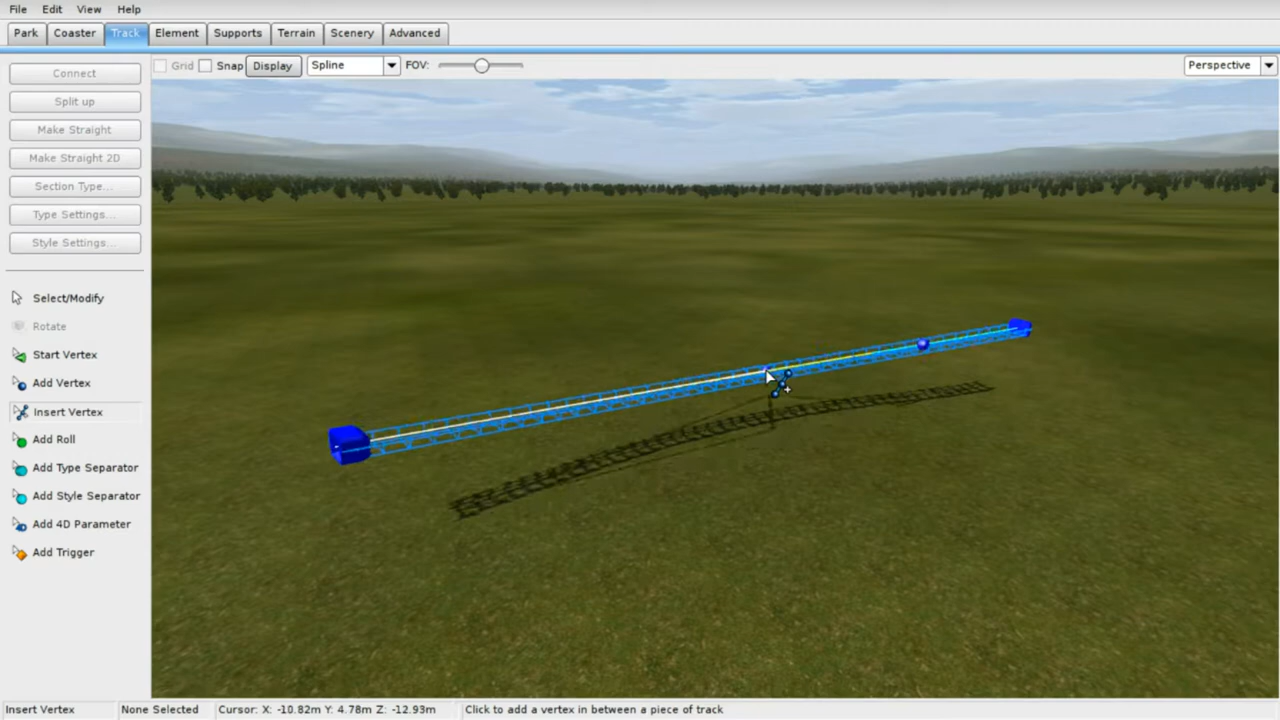 File Edit View Help
Park Coaster Track Element Supports Terrain Scenery Advanced
Grid Snap Display Spline FOV: Perspective
Connect
Split up
Make Straight
Make Straight 2D
Section Type...
Type Settings...
Style Settings...
Select/Modify
Rotate
Start Vertex
Add Vertex
Insert Vertex
Add Roll
Add Type Separator
Add Style Separator
Add 4D Parameter
Add Trigger
Insert Vertex None Selected Cursor: X: -10.82m Y: 4.78m Z: -12.93m Click to add a vertex in between a piece of track